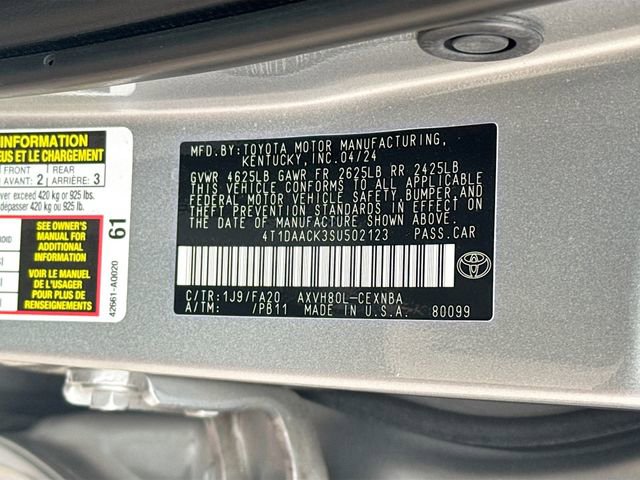 INFORMATION
EUS ET LE CHARGEMENT
FRONT | REAR
AVANT: 2 | ARRIÈRE: 3
ver exceed 420 kg or 925 lbs.
dépasser 420 kg ou 925 lb.
SEE OWNER'S
MANUAL FOR
ADDITIONAL
INFORMATION
VOIR LE MANUEL
DE L'USAGER
POUR PLUS DE
RENSEIGNEMENTS
61
42661-A0020
MFD.BY:TOYOTA MOTOR MANUFACTURING,
KENTUCKY, INC.04/24
GVWR 4625LB GAWR FR 2625LB RR 2425LB
THIS VEHICLE CONFORMS TO ALL APPLICABLE
FEDERAL MOTOR VEHICLE SAFETY BUMPER AND
THEFT PREVENTION STANDARDS IN EFFECT ON
THE DATE OF MANUFACTURE SHOWN ABOVE.
4T1DAACK3SU502123 PASS.CAR
C/TR:1J9/FA20 AXVH80L-CEXNBA
A/TM: /PB11 MADE IN U.S.A. 80099